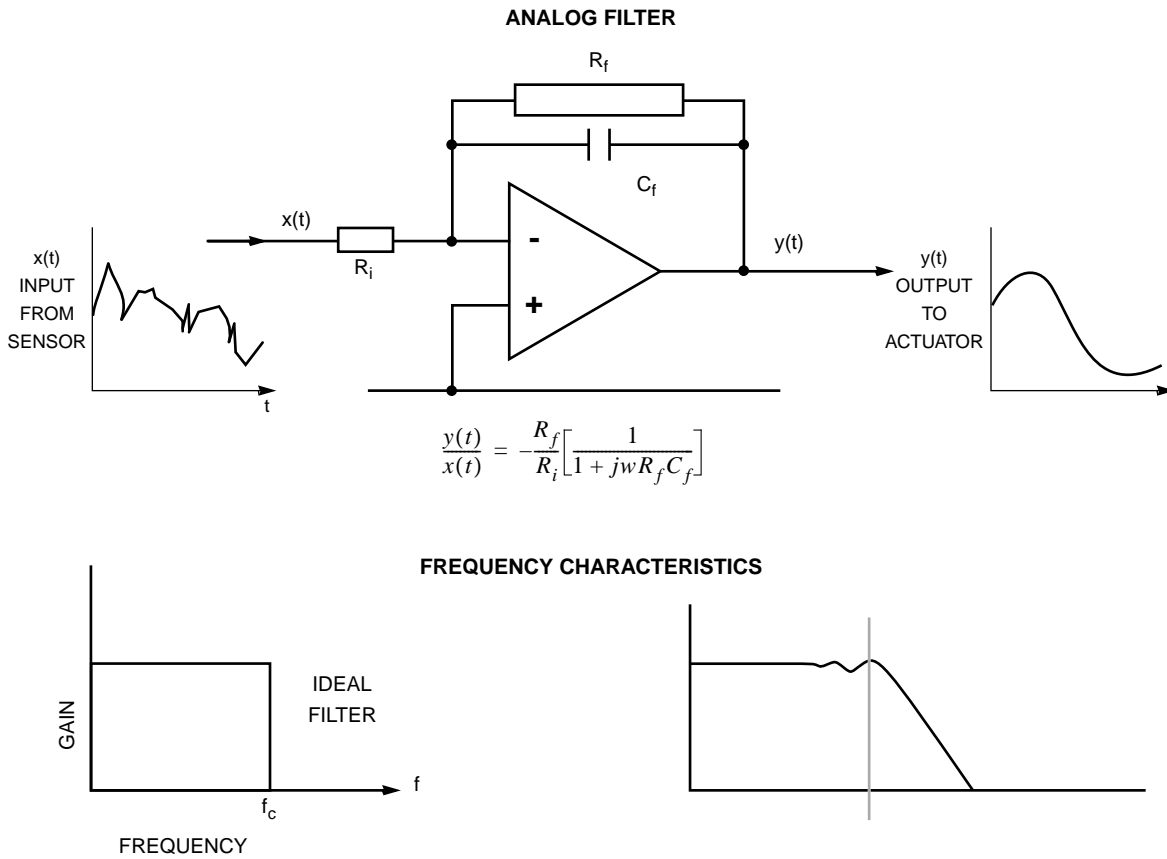 ANALOG FILTER
R_f
C_f
x(t)
R_i
-
+
y(t)
x(t)
INPUT
FROM
SENSOR
t
y(t)
OUTPUT
TO
ACTUATOR
y(t)/x(t) = -R_f/R_i[1/(1 + jwR_fC_f)]
FREQUENCY CHARACTERISTICS
GAIN
IDEAL
FILTER
f
f_c
FREQUENCY